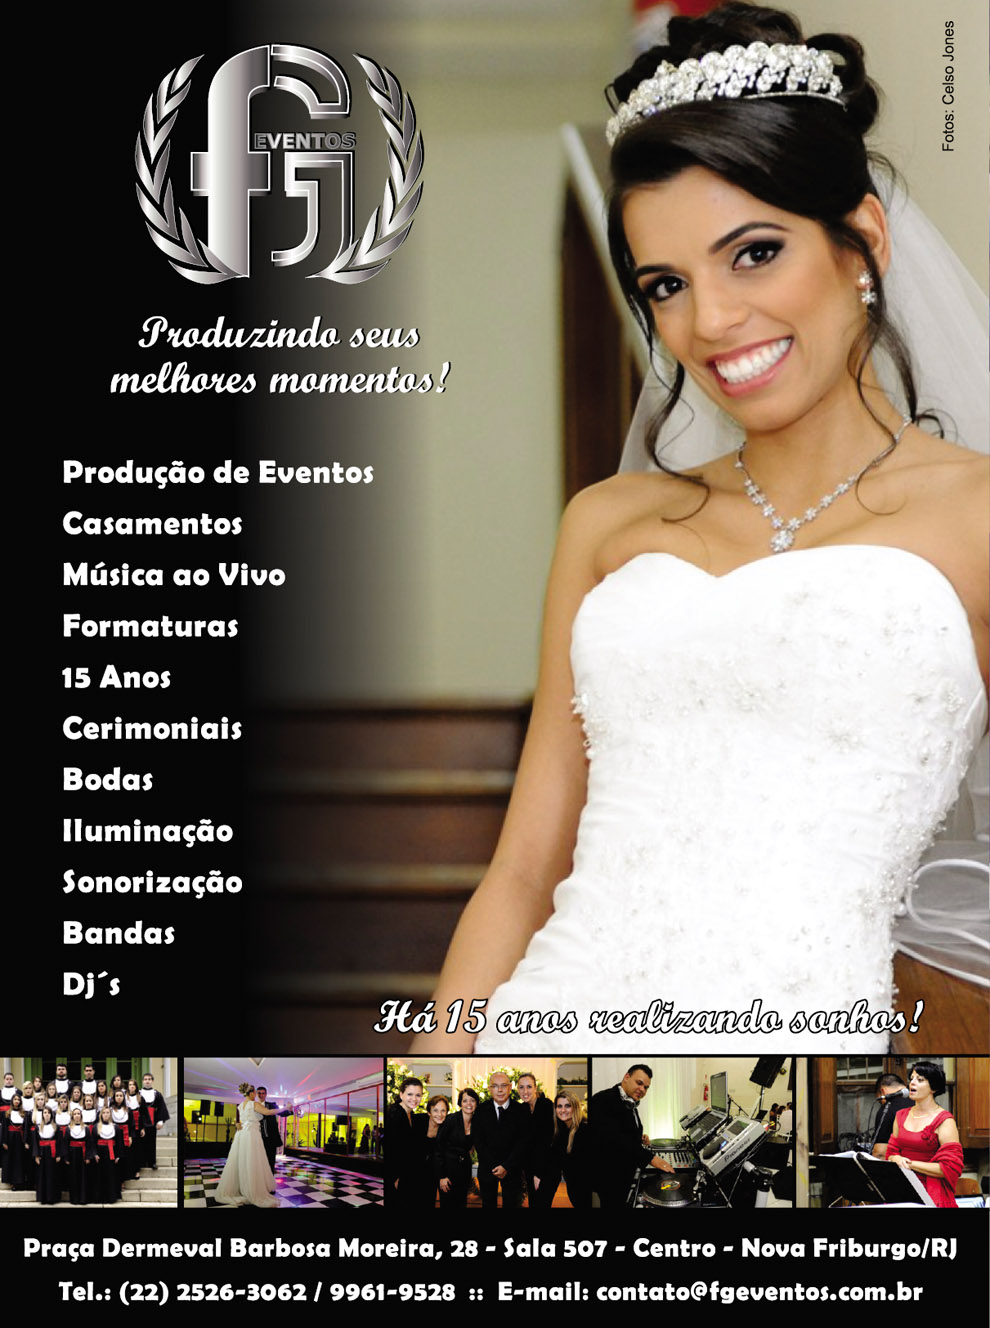 Fotos: Celso Jones
fG
EVENTOS
Produzindo seus
melhores momentos!
Produção de Eventos
Casamentos
Música ao Vivo
Formaturas
15 Anos
Cerimoniais
Bodas
Iluminação
Sonorização
Bandas
Dj´s
Há 15 anos realizando sonhos!
Praça Dermeval Barbosa Moreira, 28 - Sala 507 - Centro - Nova Friburgo/RJ
Tel.: (22) 2526-3062 / 9961-9528 :: E-mail: contato@fgeventos.com.br